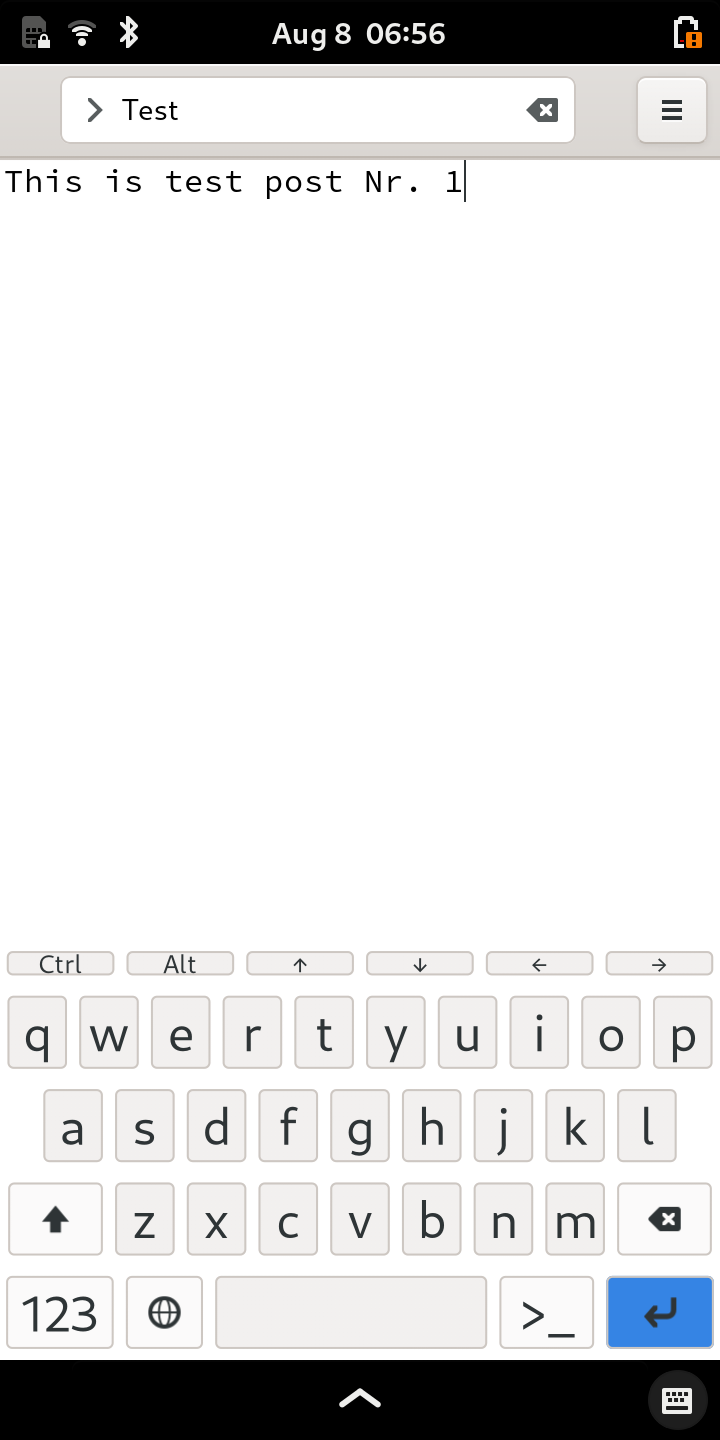 Aug 8 06:56
Test
This is test post Nr. 1
Ctrl Alt ↑ ↓ ← →
q w e r t y u i o p
a s d f g h j k l
z x c v b n m
123 >_